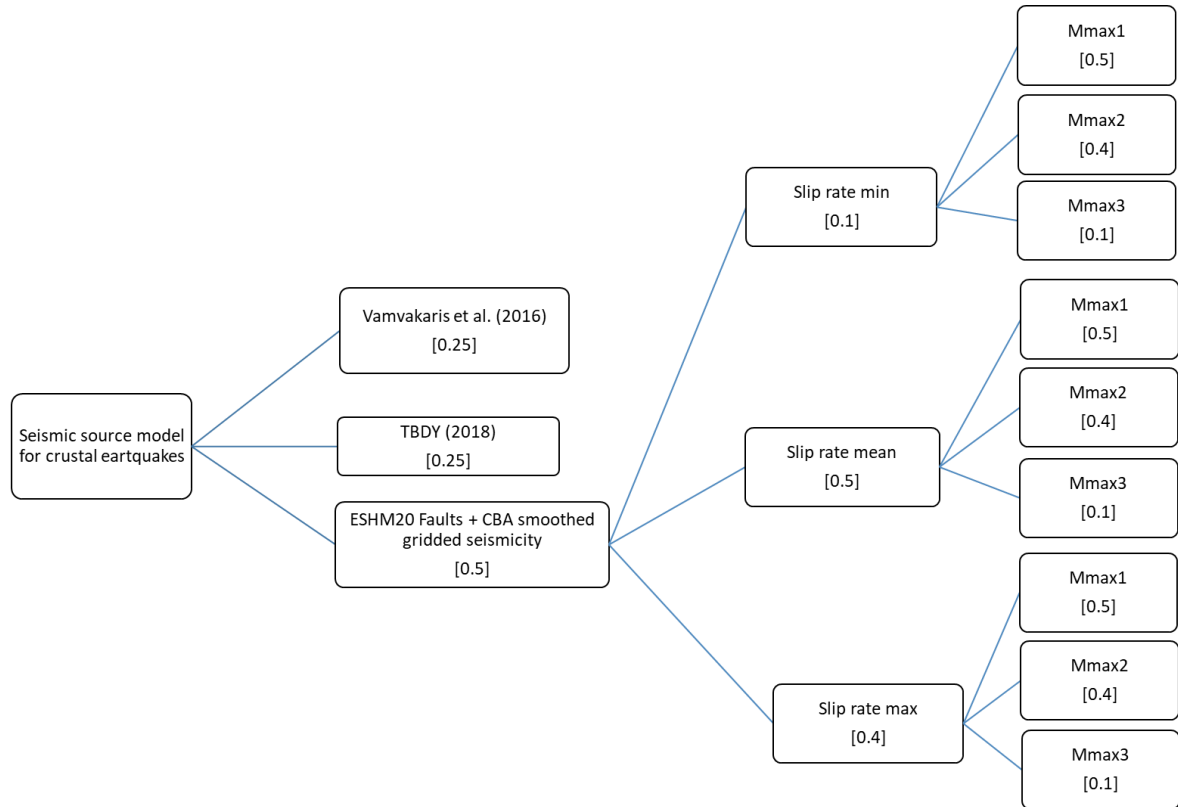 Seismic source model
for crustal eartquakes
Vamvakaris et al. (2016)
[0.25]
TBDY (2018)
[0.25]
ESHM20 Faults + CBA smoothed
gridded seismicity
[0.5]
Slip rate min
[0.1]
Mmax1
[0.5]
Mmax2
[0.4]
Mmax3
[0.1]
Slip rate mean
[0.5]
Mmax1
[0.5]
Mmax2
[0.4]
Mmax3
[0.1]
Slip rate max
[0.4]
Mmax1
[0.5]
Mmax2
[0.4]
Mmax3
[0.1]